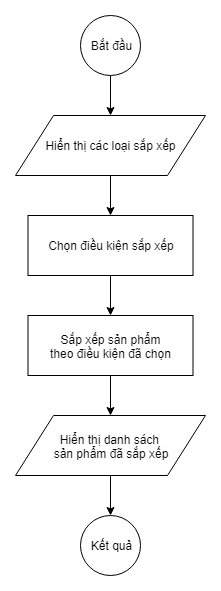 Bắt đầu
Hiển thị các loại sắp xếp
Chọn điều kiện sắp xếp
Sắp xếp sản phẩm
theo điều kiện đã chọn
Hiển thị danh sách
sản phẩm đã sắp xếp
Kết quả